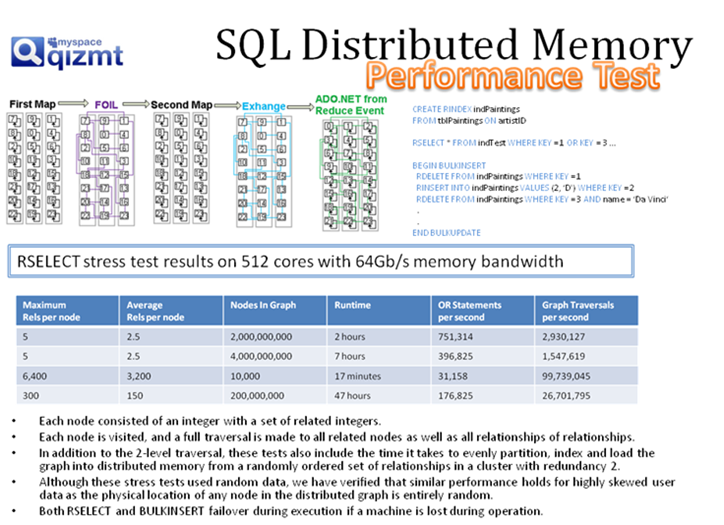 myspace
qizmt
SQL Distributed Memory
Performance Test
First Map
FOIL
Second Map
Exhange
ADO.NET from
Reduce Event
CREATE RINDEX indPaintings
FROM tblPaintings ON artistID
RSELECT * FROM indTest WHERE KEY =1 OR KEY = 3 ...
BEGIN BULKINSERT
RDELETE FROM indPaintings WHERE KEY =1
RINSERT INTO indPaintings VALUES (2, 'D') WHERE KEY =2
RDELETE FROM indPaintings WHERE KEY =3 AND name = 'Da Vinci'
.
.
END BULKUPDATE
RSELECT stress test results on 512 cores with 64Gb/s memory bandwidth
Maximum Rels per node Average Rels per node Nodes In Graph Runtime OR Statements per second Graph Traversals per second
5 2.5 2,000,000,000 2 hours 751,314 2,930,127
5 2.5 4,000,000,000 7 hours 396,825 1,547,619
6,400 3,200 10,000 17 minutes 31,158 99,739,045
300 150 200,000,000 47 hours 176,825 26,701,795
• Each node consisted of an integer with a set of related integers.
• Each node is visited, and a full traversal is made to all related nodes as well as all relationships of relationships.
• In addition to the 2-level traversal, these tests also include the time it takes to evenly partition, index and load the
graph into distributed memory from a randomly ordered set of relationships in a cluster with redundancy 2.
• Although these stress tests used random data, we have verified that similar performance holds for highly skewed user
data as the physical location of any node in the distributed graph is entirely random.
• Both RSELECT and BULKINSERT failover during execution if a machine is lost during operation.